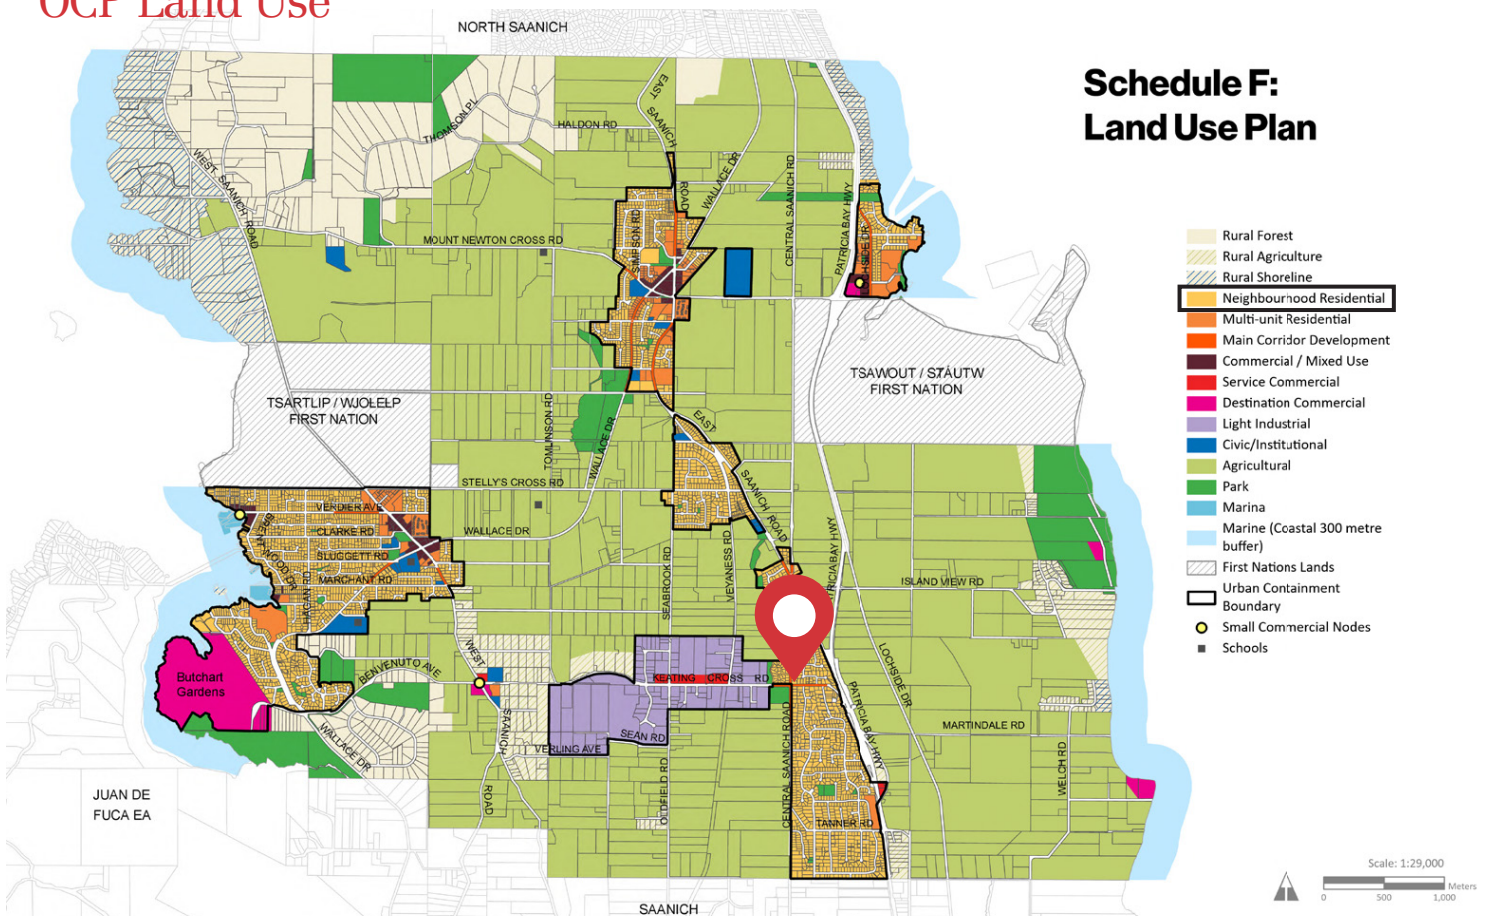 OCP Land Use
NORTH SAANICH
Schedule F:
Land Use Plan
EAST
SAANICH
ROAD
THOMSON PL
HALDON RD
WEST SAANICH ROAD
WALLACE DR
CENTRAL SAANICH RD
PATRICIA BAY HWY
SIMPSON RD
MOUNT NEWTON CROSS RD
LOCHSIDE DR
Rural Forest
Rural Agriculture
Rural Shoreline
Neighbourhood Residential
Multi-unit Residential
Main Corridor Development
Commercial / Mixed Use
Service Commercial
Destination Commercial
Light Industrial
Civic/Institutional
Agricultural
Park
Marina
Marine (Coastal 300 metre
buffer)
First Nations Lands
Urban Containment
Boundary
Small Commercial Nodes
Schools
TSAWOUT / SȾÁUTW
FIRST NATION
TSARTLIP / WJOȽEȽP
FIRST NATION
TOMLINSON RD
WALLACE DR
EAST
SAANICH ROAD
STELLY'S CROSS RD
VERDIER AVE
CLARKE RD
SLUGGETT RD
MARCHANT RD
BRENTWOOD DR
HAGAN RD
WALLACE DR
SEABROOK RD
VEYANESS RD
PATRICIA BAY HWY
ISLAND VIEW RD
LOCHSIDE DR
Butchart
Gardens
BENVENUTO AVE
WEST
SAANICH
ROAD
KEATING CROSS RD
SEAN RD
VERLING AVE
WALLACE DR
OLDFIELD RD
CENTRAL SAANICH ROAD
PATRICIA BAY HWY
MARTINDALE RD
WELCH RD
TANNER RD
JUAN DE
FUCA EA
SAANICH
Scale: 1:29,000
Meters
0 500 1,000